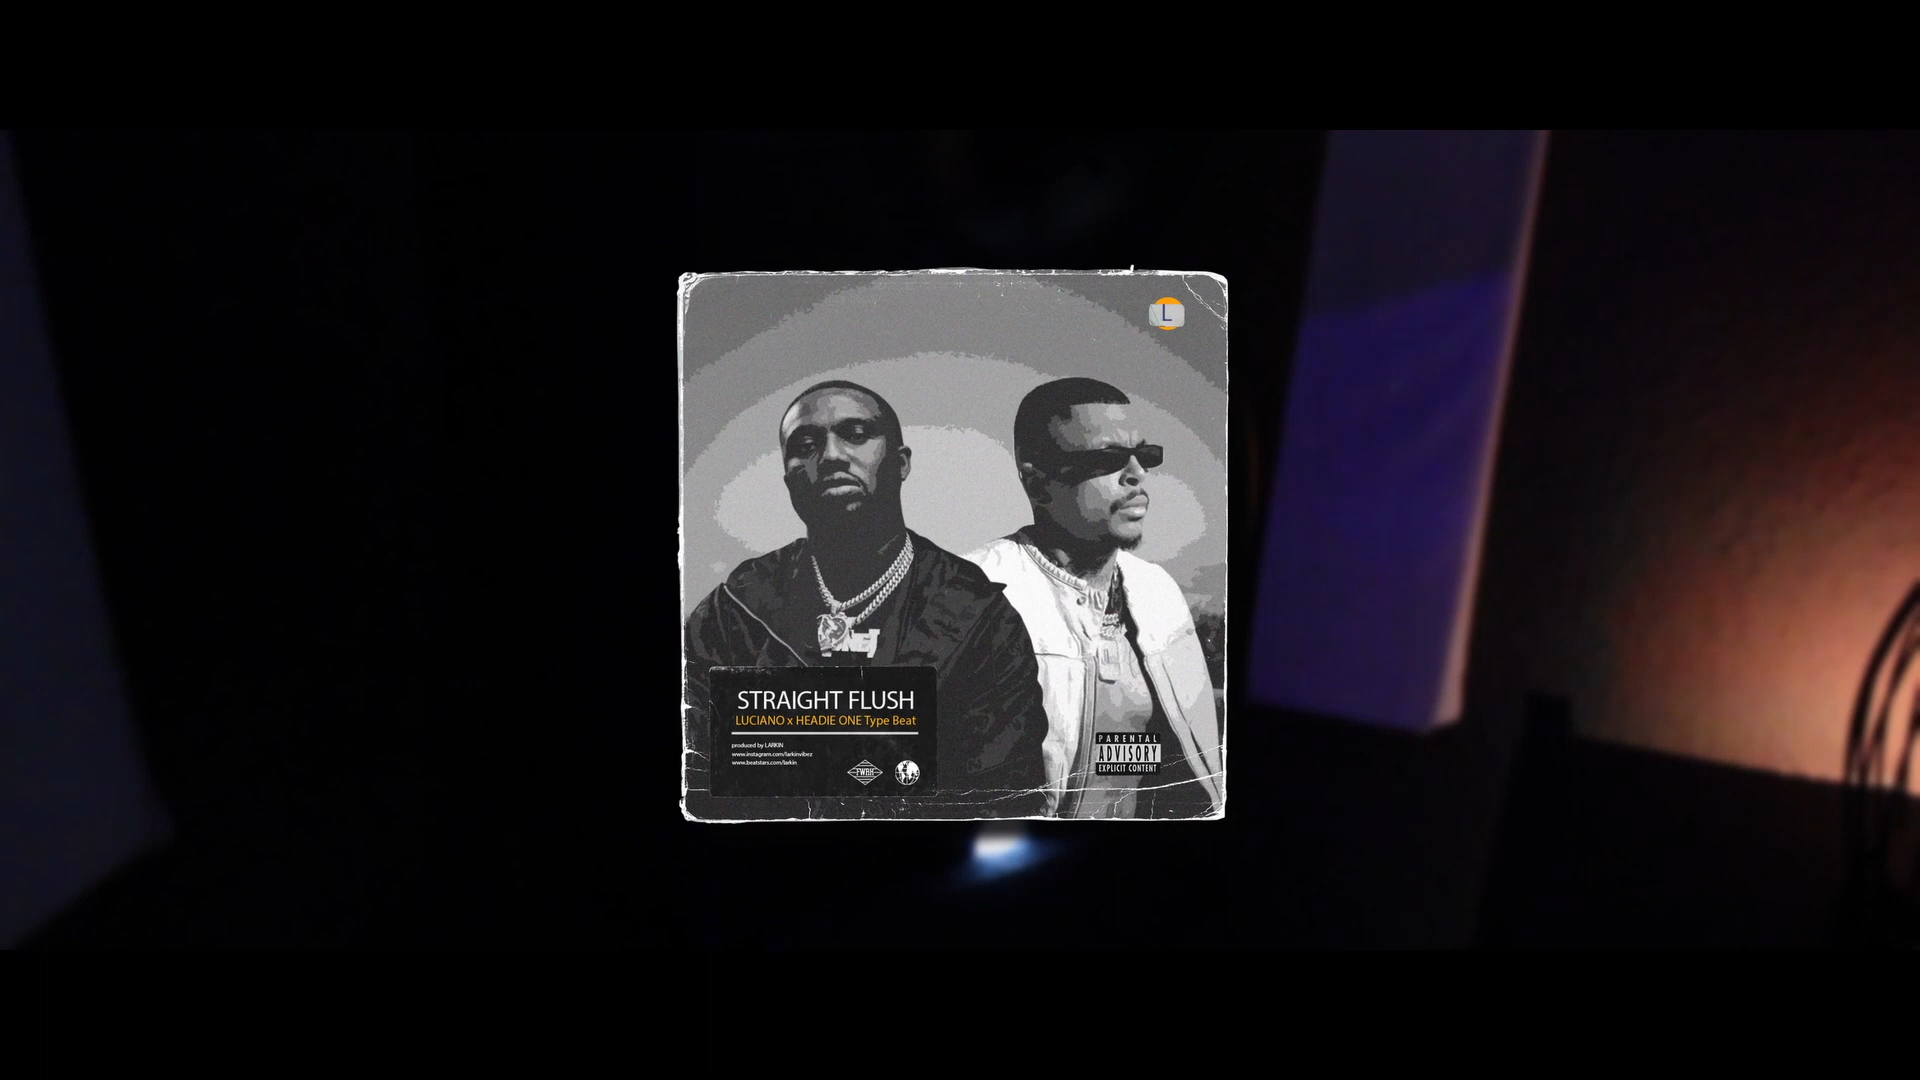 L
STRAIGHT FLUSH
LUCIANO x HEADIE ONE Type Beat
produced by LARKIN
www.instagram.com/larkinvibez
www.beatstars.com/larkin
PARENTAL
ADVISORY
EXPLICIT CONTENT